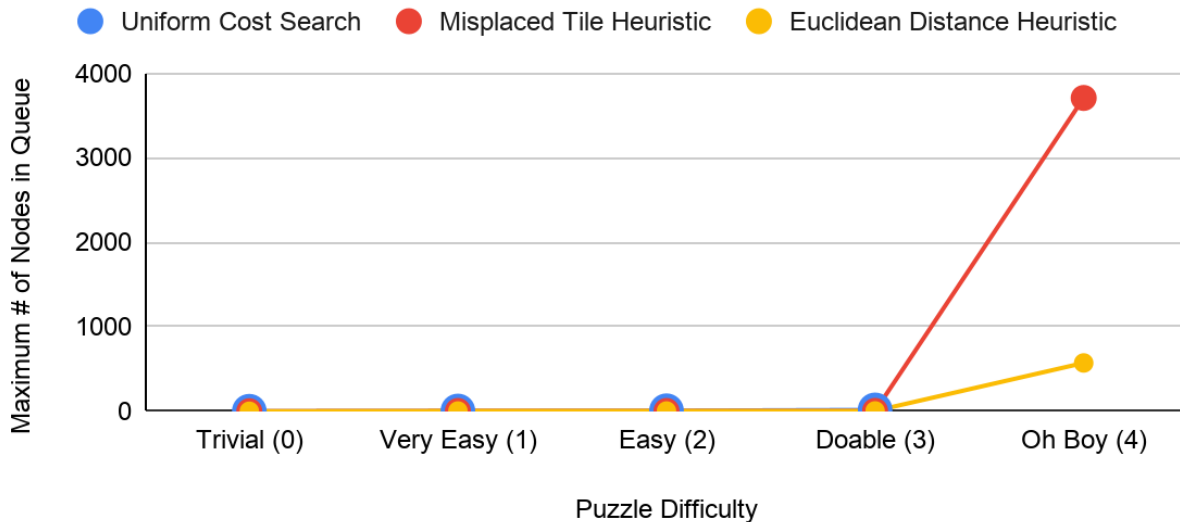 Uniform Cost Search Misplaced Tile Heuristic Euclidean Distance Heuristic
Maximum # of Nodes in Queue
4000
3000
2000
1000
0
Trivial (0) Very Easy (1) Easy (2) Doable (3) Oh Boy (4)
Puzzle Difficulty